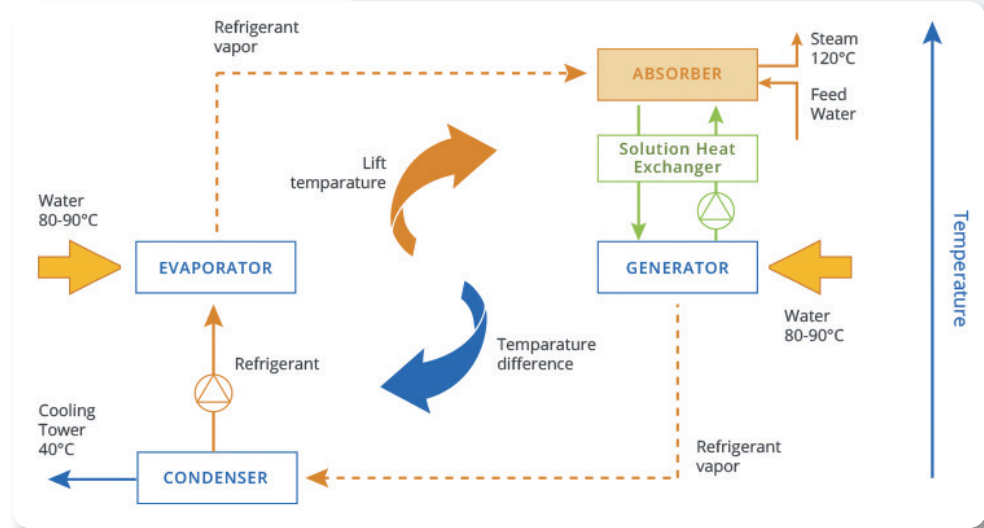 Refrigerant
vapor
ABSORBER
Steam
120°C
Feed
Water
Solution Heat
Exchanger
Lift
temparature
Water
80-90°C
EVAPORATOR
GENERATOR
Temperature
Water
80-90°C
Temparature
difference
Refrigerant
Cooling
Tower
40°C
CONDENSER
Refrigerant
vapor